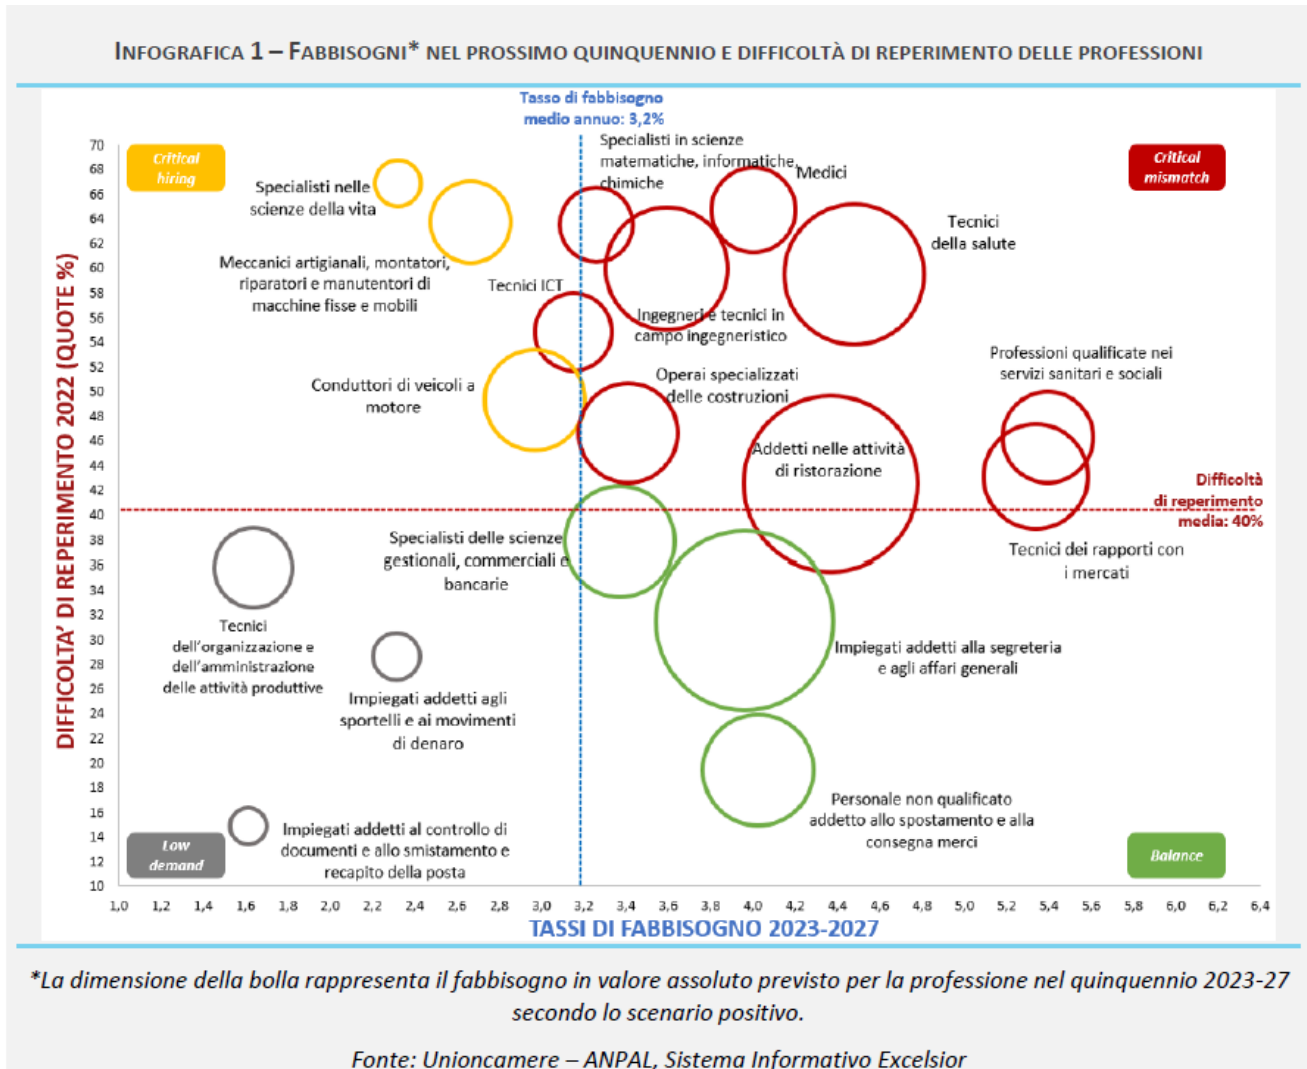 INFOGRAFICA 1 – FABBISOGNI* NEL PROSSIMO QUINQUENNIO E DIFFICOLTÀ DI REPERIMENTO DELLE PROFESSIONI
Tasso di fabbisogno
medio annuo: 3,2%
Critical
hiring
Critical
mismatch
Specialisti in scienze
matematiche, informatiche,
chimiche
Medici
Specialisti nelle
scienze della vita
Tecnici
della salute
Meccanici artigianali, montatori,
riparatori e manutentori di
macchine fisse e mobili
Tecnici ICT
Ingegneri e tecnici in
campo ingegneristico
Professioni qualificate nei
servizi sanitari e sociali
Conduttori di veicoli a
motore
Operai specializzati
delle costruzioni
Addetti nelle attività
di ristorazione
Difficoltà
di reperimento
media: 40%
Specialisti delle scienze
gestionali, commerciali e
bancarie
Tecnici dei rapporti con
i mercati
Tecnici
dell'organizzazione e
dell'amministrazione
delle attività produttive
Impiegati addetti alla segreteria
e agli affari generali
Impiegati addetti agli
sportelli e ai movimenti
di denaro
Personale non qualificato
addetto allo spostamento e alla
consegna merci
Impiegati addetti al controllo di
documenti e allo smistamento e
recapito della posta
Low
demand
Balance
DIFFICOLTA' DI REPERIMENTO 2022 (QUOTE %)
70
68
66
64
62
60
58
56
54
52
50
48
46
44
42
40
38
36
34
32
30
28
26
24
22
20
18
16
14
12
10
1,0 1,2 1,4 1,6 1,8 2,0 2,2 2,4 2,6 2,8 3,0 3,2 3,4 3,6 3,8 4,0 4,2 4,4 4,6 4,8 5,0 5,2 5,4 5,6 5,8 6,0 6,2 6,4
TASSI DI FABBISOGNO 2023-2027
*La dimensione della bolla rappresenta il fabbisogno in valore assoluto previsto per la professione nel quinquennio 2023-27
secondo lo scenario positivo.
Fonte: Unioncamere – ANPAL, Sistema Informativo Excelsior